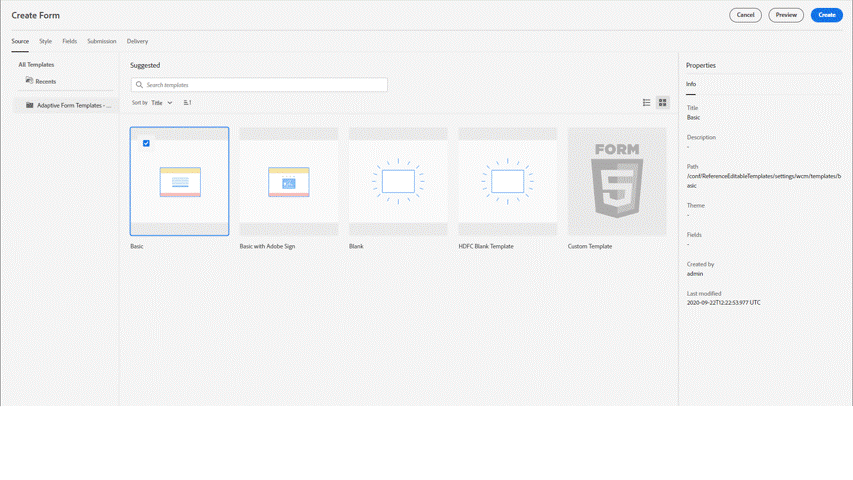 Create Form
Cancel
Preview
Create
Source
Style
Fields
Submission
Delivery
All Templates
Recents
Adaptive Form Templates - ...
Suggested
Search templates
Sort by
Title
Basic
Basic with Adobe Sign
Blank
HDFC Blank Template
FORM
5
Custom Template
Properties
Info
Title
Basic
Description
-
Path
/conf/ReferenceEditableTemplates/settings/wcm/templates/b
asic
Theme
-
Fields
-
Created by
admin
Last modified
2020-09-22T12:22:53.977 UTC